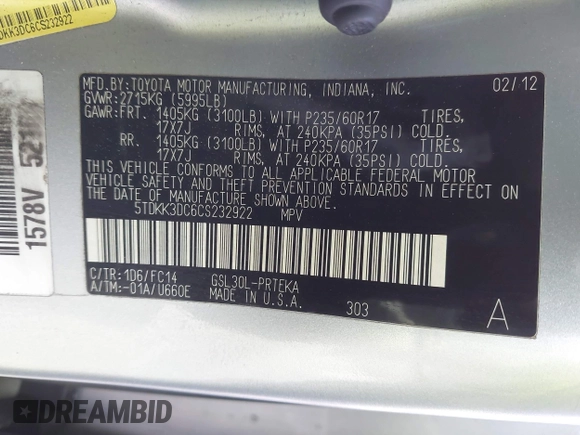 TDKK3DC6CS232922
1578V
MFD.BY:TOYOTA MOTOR MANUFACTURING, INDIANA, INC. 02/12
GVWR:2715KG (5995LB)
GAWR:FRT. 1405KG (3100LB) WITH P235/60R17 TIRES,
17X7J RIMS, AT 240KPA (35PSI) COLD.
RR. 1405KG (3100LB) WITH P235/60R17 TIRES,
17X7J RIMS, AT 240KPA (35PSI) COLD.
THIS VEHICLE CONFORMS TO ALL APPLICABLE FEDERAL MOTOR
VEHICLE SAFETY AND THEFT PREVENTION STANDARDS IN EFFECT ON
THE DATE OF MANUFACTURE SHOWN ABOVE.
5TDKK3DC6CS232922 MPV
C/TR:1D6/FC14 GSL30L-PRTEKA
A/TM:-01A/U660E MADE IN U.S.A. 303 A
DREAMBID